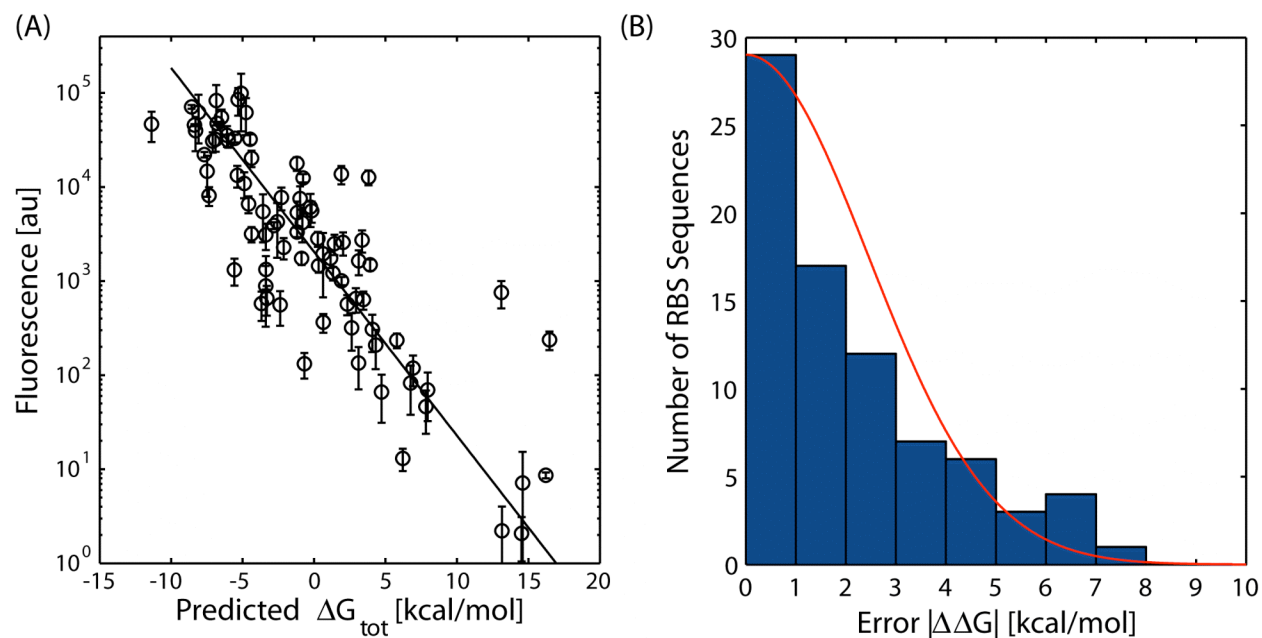 (A)
Fluorescence [au]
10^5
10^4
10^3
10^2
10^1
10^0
-15 -10 -5 0 5 10 15 20
Predicted ΔG_tot [kcal/mol]
(B)
Number of RBS Sequences
30
25
20
15
10
5
0
0 1 2 3 4 5 6 7 8 9 10
Error |ΔΔG| [kcal/mol]